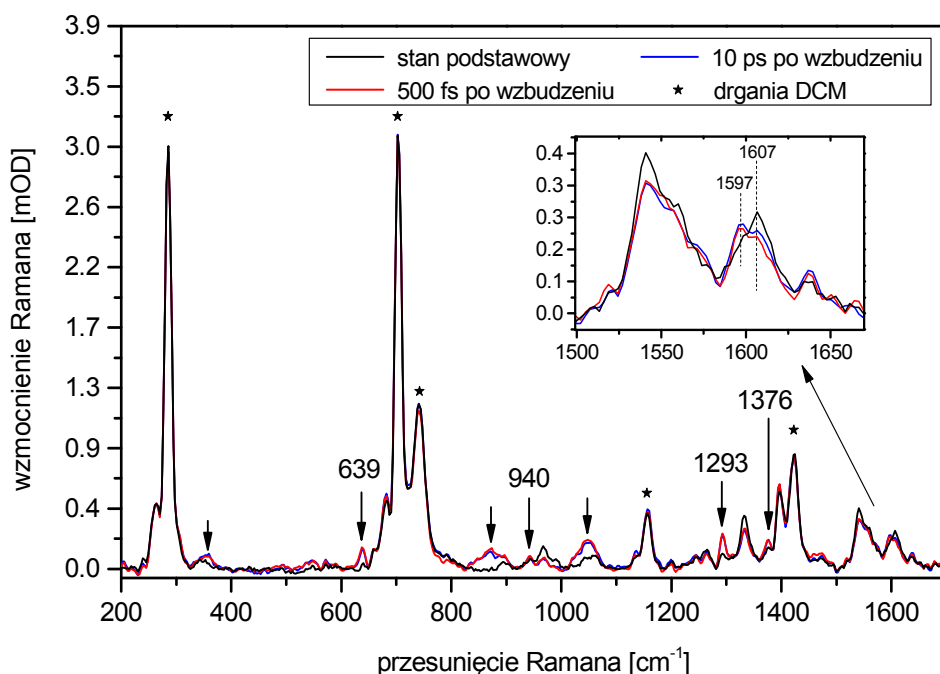 3.9
3.5
3.0
2.6
2.2
1.7
1.3
0.9
0.4
0.0
wzmocnienie Ramana [mOD]
stan podstawowy
10 ps po wzbudzeniu
500 fs po wzbudzeniu
★ drgania DCM
0.4
0.3
0.3
0.2
0.1
0.0
1607
1597
1500 1550 1600 1650
639
940
1293
1376
200 400 600 800 1000 1200 1400 1600
przesunięcie Ramana [cm⁻¹]